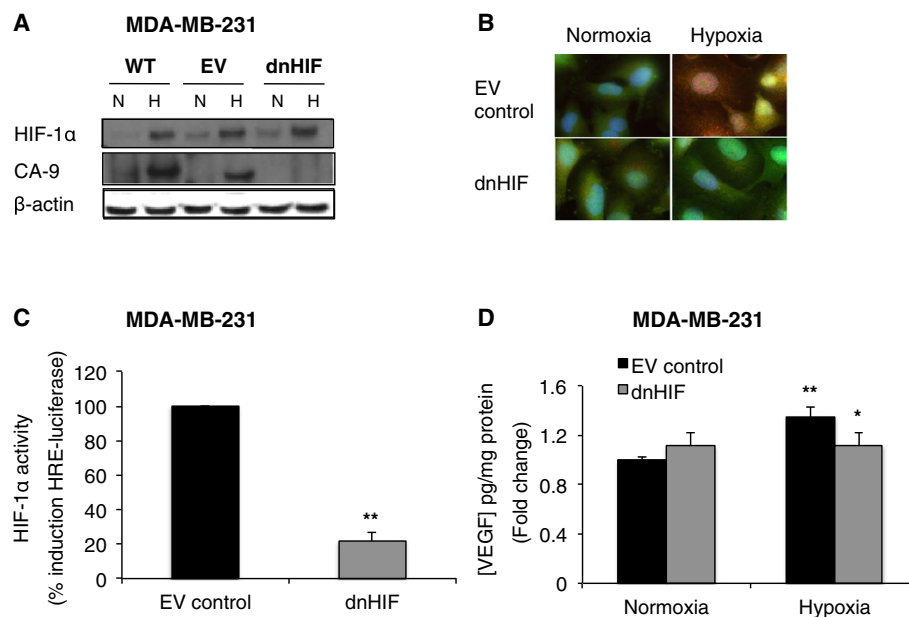 A
MDA-MB-231
WT EV dnHIF
N H N H N H
HIF-1α
CA-9
β-actin
B
Normoxia Hypoxia
EV
control
dnHIF
C
MDA-MB-231
HIF-1α activity
(% induction HRE-luciferase)
120
100
80
60
40
20
0
**
EV control dnHIF
D
MDA-MB-231
EV control
dnHIF
[VEGF] pg/mg protein
(Fold change)
1.6
1.2
0.8
0.4
0
**
*
Normoxia Hypoxia